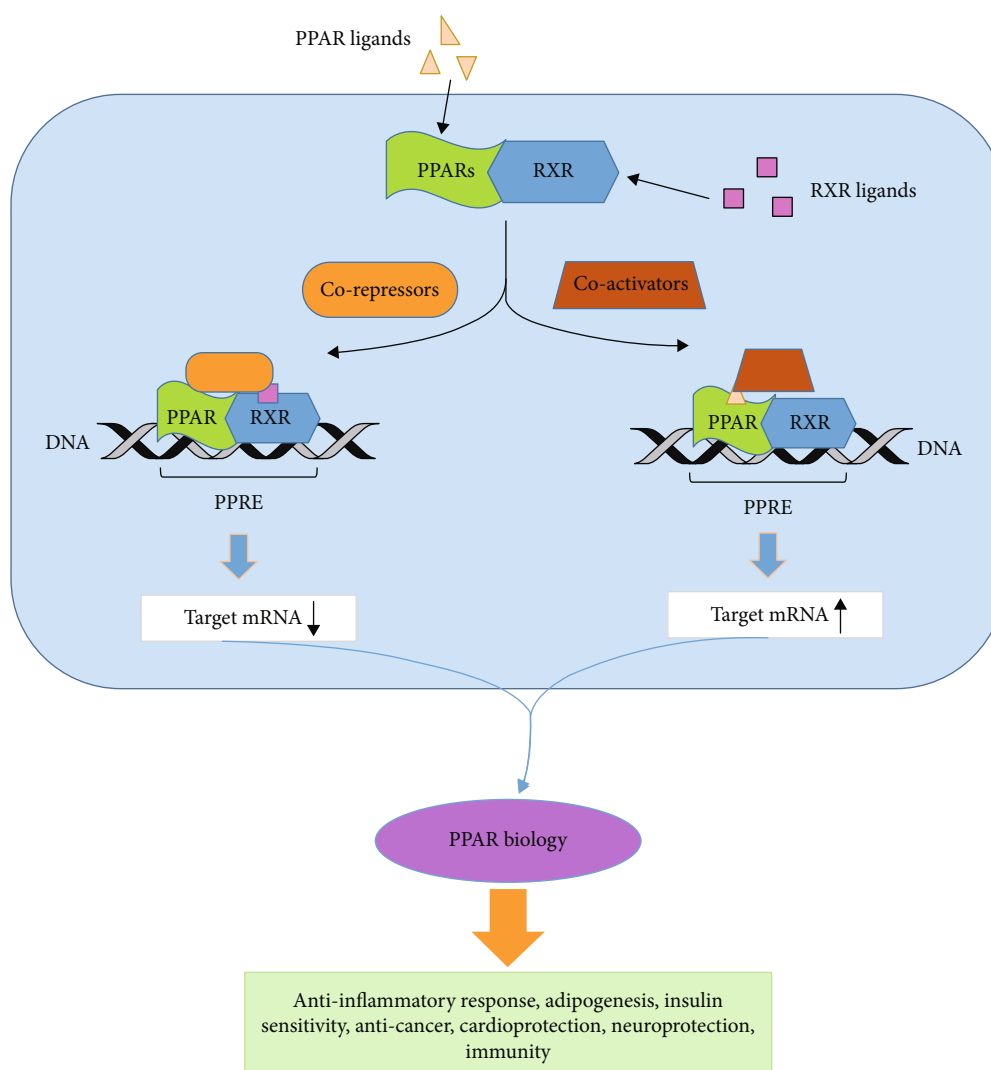 PPAR ligands
PPARs
RXR
RXR ligands
Co-repressors
Co-activators
DNA
PPAR
RXR
PPRE
Target mRNA
PPAR
RXR
DNA
PPRE
Target mRNA
PPAR biology
Anti-inflammatory response, adipogenesis, insulin
sensitivity, anti-cancer, cardioprotection, neuroprotection,
immunity